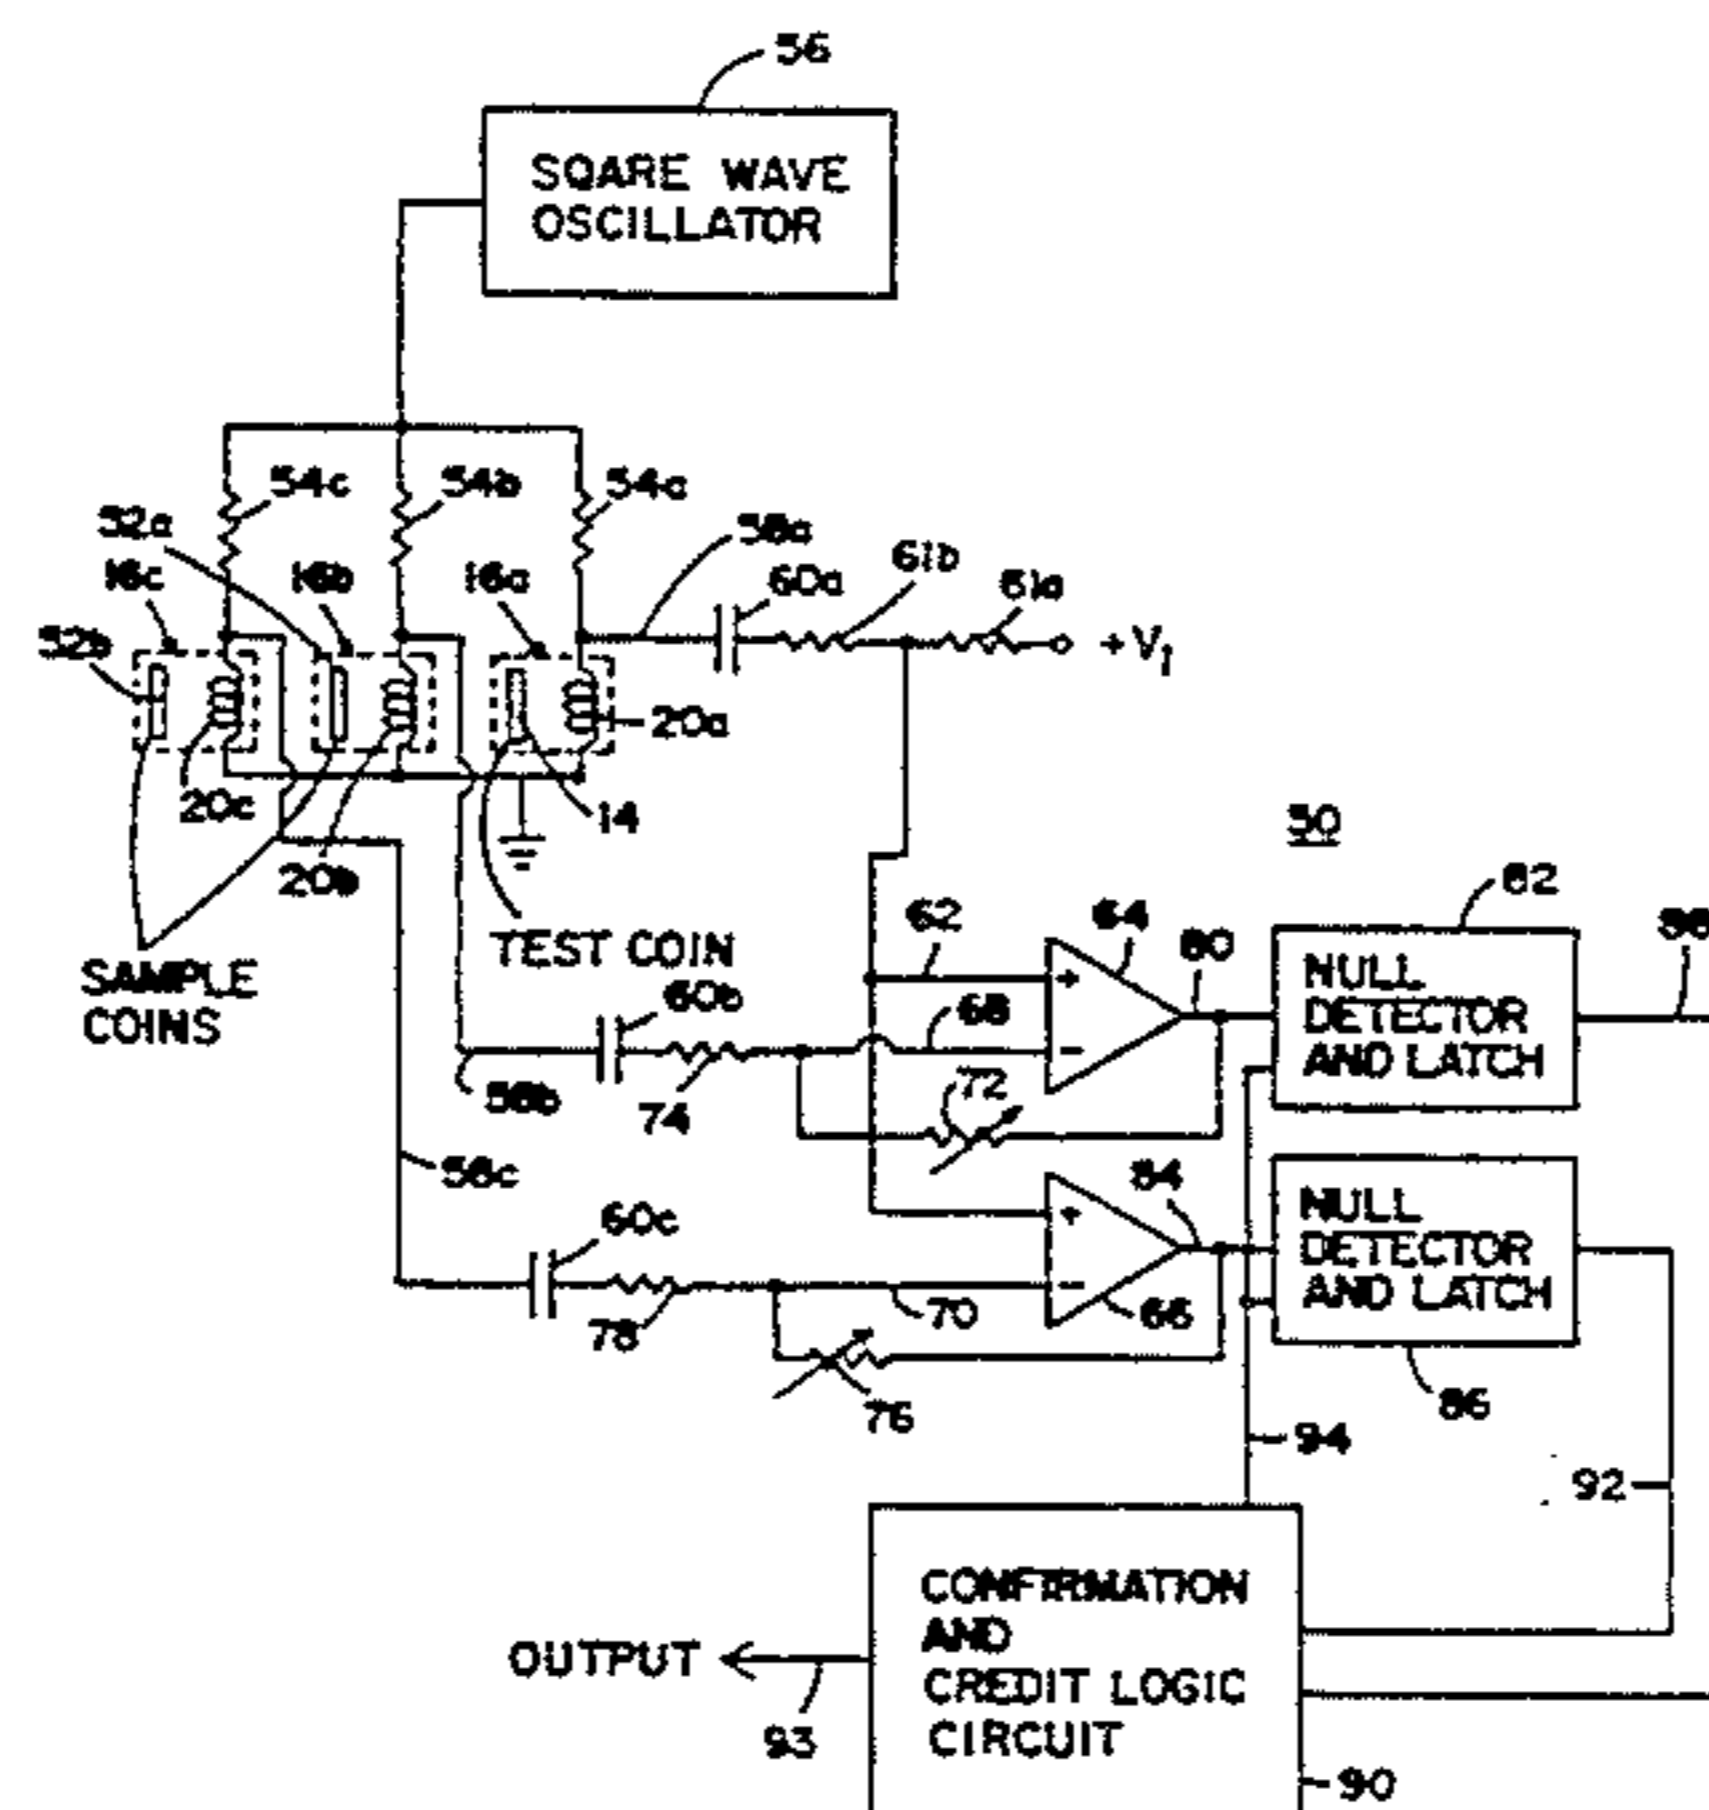 56
SQARE WAVE
OSCILLATOR
54c
54b
54a
52a
58a
61b
16c
16b
16a
60a
61a
52b
+V1
20a
20c
14
50
20b
82
62
64
80
98
TEST COIN
SAMPLE
COINS
60b
68
NULL
DETECTOR
AND LATCH
58b
74
72
58c
84
60c
NULL
DETECTOR
AND LATCH
78
70
66
76
86
94
92
CONFIRMATION
AND
CREDIT LOGIC
CIRCUIT
OUTPUT
93
90